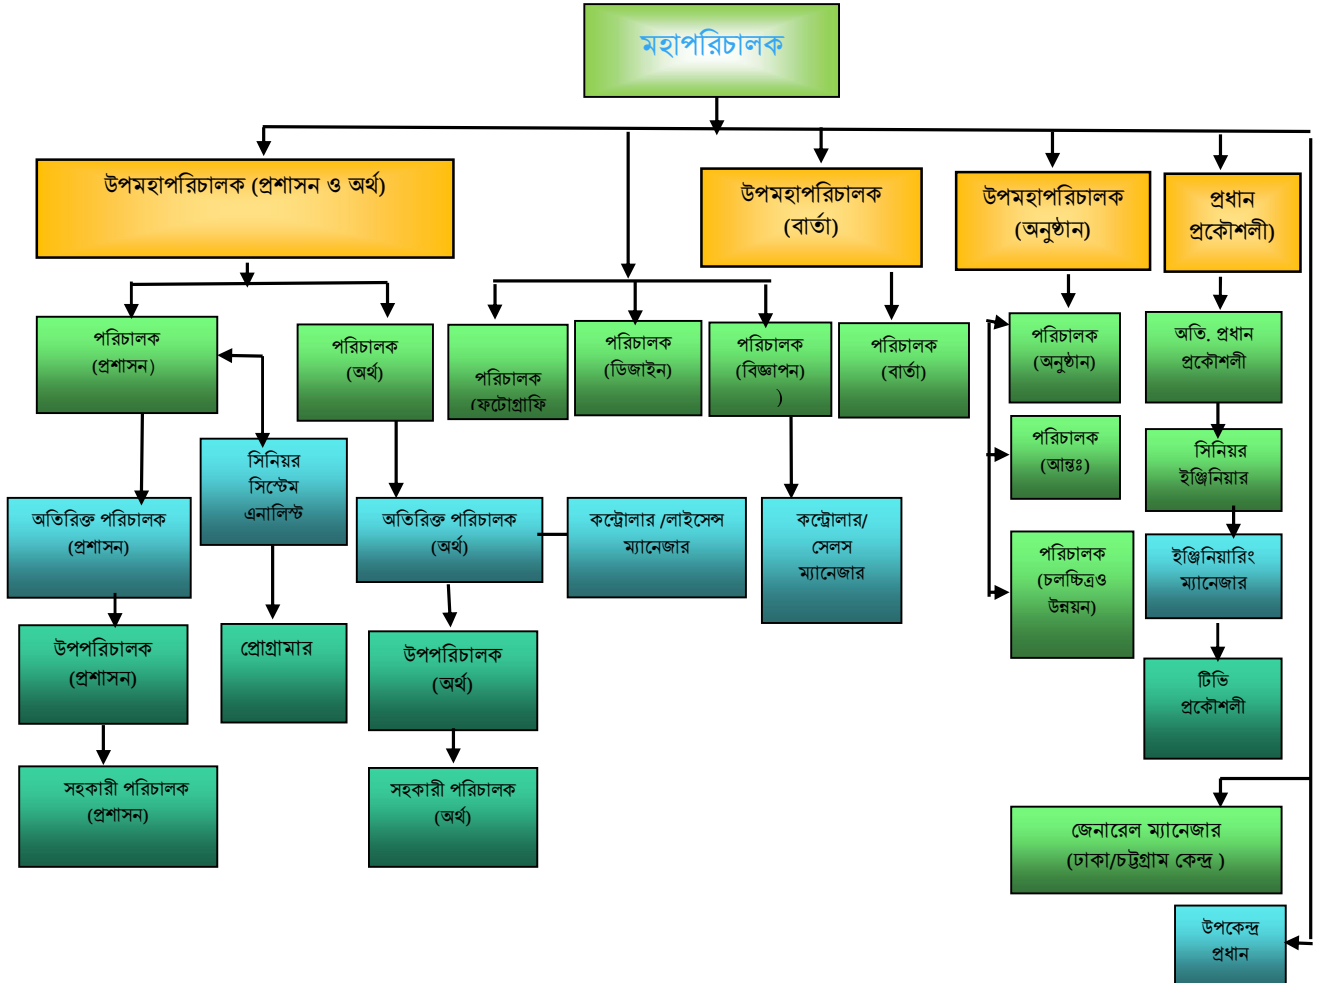 মহাপরিচালক
উপমহাপরিচালক (প্রশাসন ও অর্থ)
উপমহাপরিচালক
(বার্তা)
উপমহাপরিচালক
(অনুষ্ঠান)
প্রধান
প্রকৌশলী)
পরিচালক
(প্রশাসন)
পরিচালক
(অর্থ)
পরিচালক
(ফটোগ্রাফি
পরিচালক
(ডিজাইন)
পরিচালক
(বিজ্ঞাপন)
)
পরিচালক
(বার্তা)
পরিচালক
(অনুষ্ঠান)
অতি. প্রধান
প্রকৌশলী
পরিচালক
(আন্তঃ)
সিনিয়র
ইঞ্জিনিয়ার
সিনিয়র
সিস্টেম
এনালিস্ট
অতিরিক্ত পরিচালক
(প্রশাসন)
অতিরিক্ত পরিচালক
(অর্থ)
কন্ট্রোলার /লাইসেন্স
ম্যানেজার
কন্ট্রোলার/
সেলস
ম্যানেজার
পরিচালক
(চলচ্চিত্রও
উন্নয়ন)
ইঞ্জিনিয়ারিং
ম্যানেজার
উপপরিচালক
(প্রশাসন)
প্রোগ্রামার
উপপরিচালক
(অর্থ)
টিভি
প্রকৌশলী
সহকারী পরিচালক
(প্রশাসন)
সহকারী পরিচালক
(অর্থ)
জেনারেল ম্যানেজার
(ঢাকা/চট্টগ্রাম কেন্দ্র )
উপকেন্দ্র
প্রধান